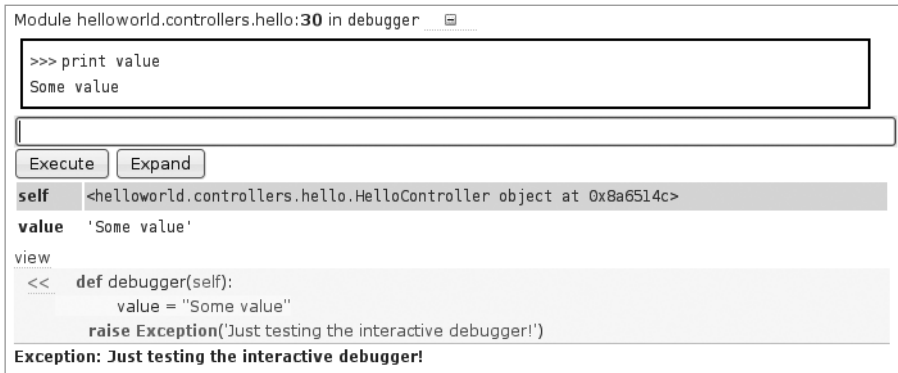 Module helloworld.controllers.hello:30 in debugger
>>> print value
Some value
Execute Expand
self <helloworld.controllers.hello.HelloController object at 0x8a6514c>
value 'Some value'
view
<< def debugger(self):
value = "Some value"
raise Exception('Just testing the interactive debugger!')
Exception: Just testing the interactive debugger!